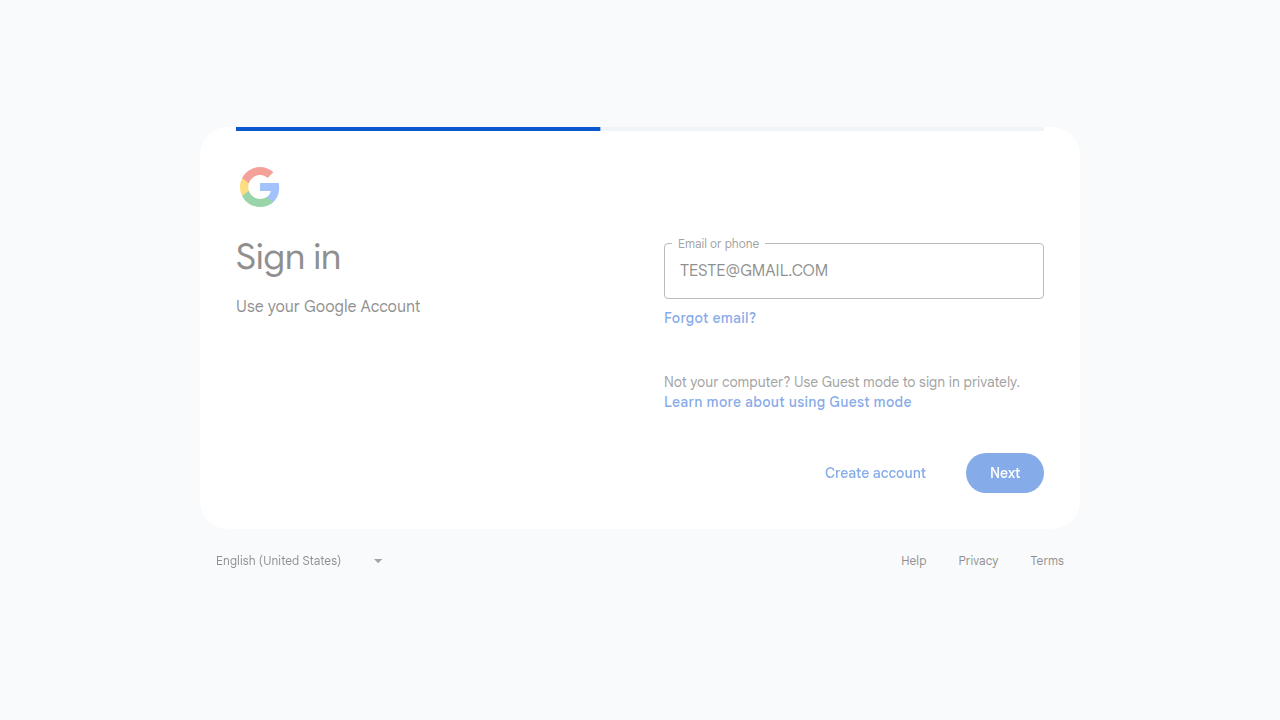 Sign in
Use your Google Account
Email or phone
TESTE@GMAIL.COM
Forgot email?
Not your computer? Use Guest mode to sign in privately.
Learn more about using Guest mode
Create account
Next
English (United States)
Help
Privacy
Terms